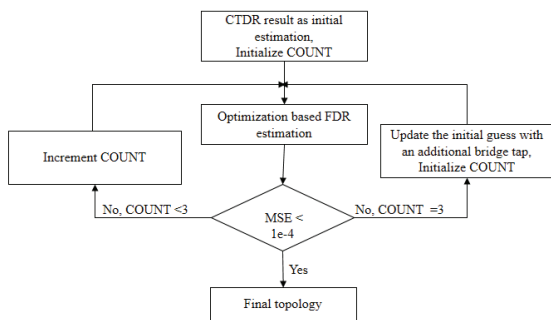 CTDR result as initial
estimation,
Initialize COUNT
Optimization based FDR
estimation
Increment COUNT
Update the initial guess with
an additional bridge tap,
Initialize COUNT
No, COUNT <3
MSE <
1e-4
No, COUNT =3
Yes
Final topology